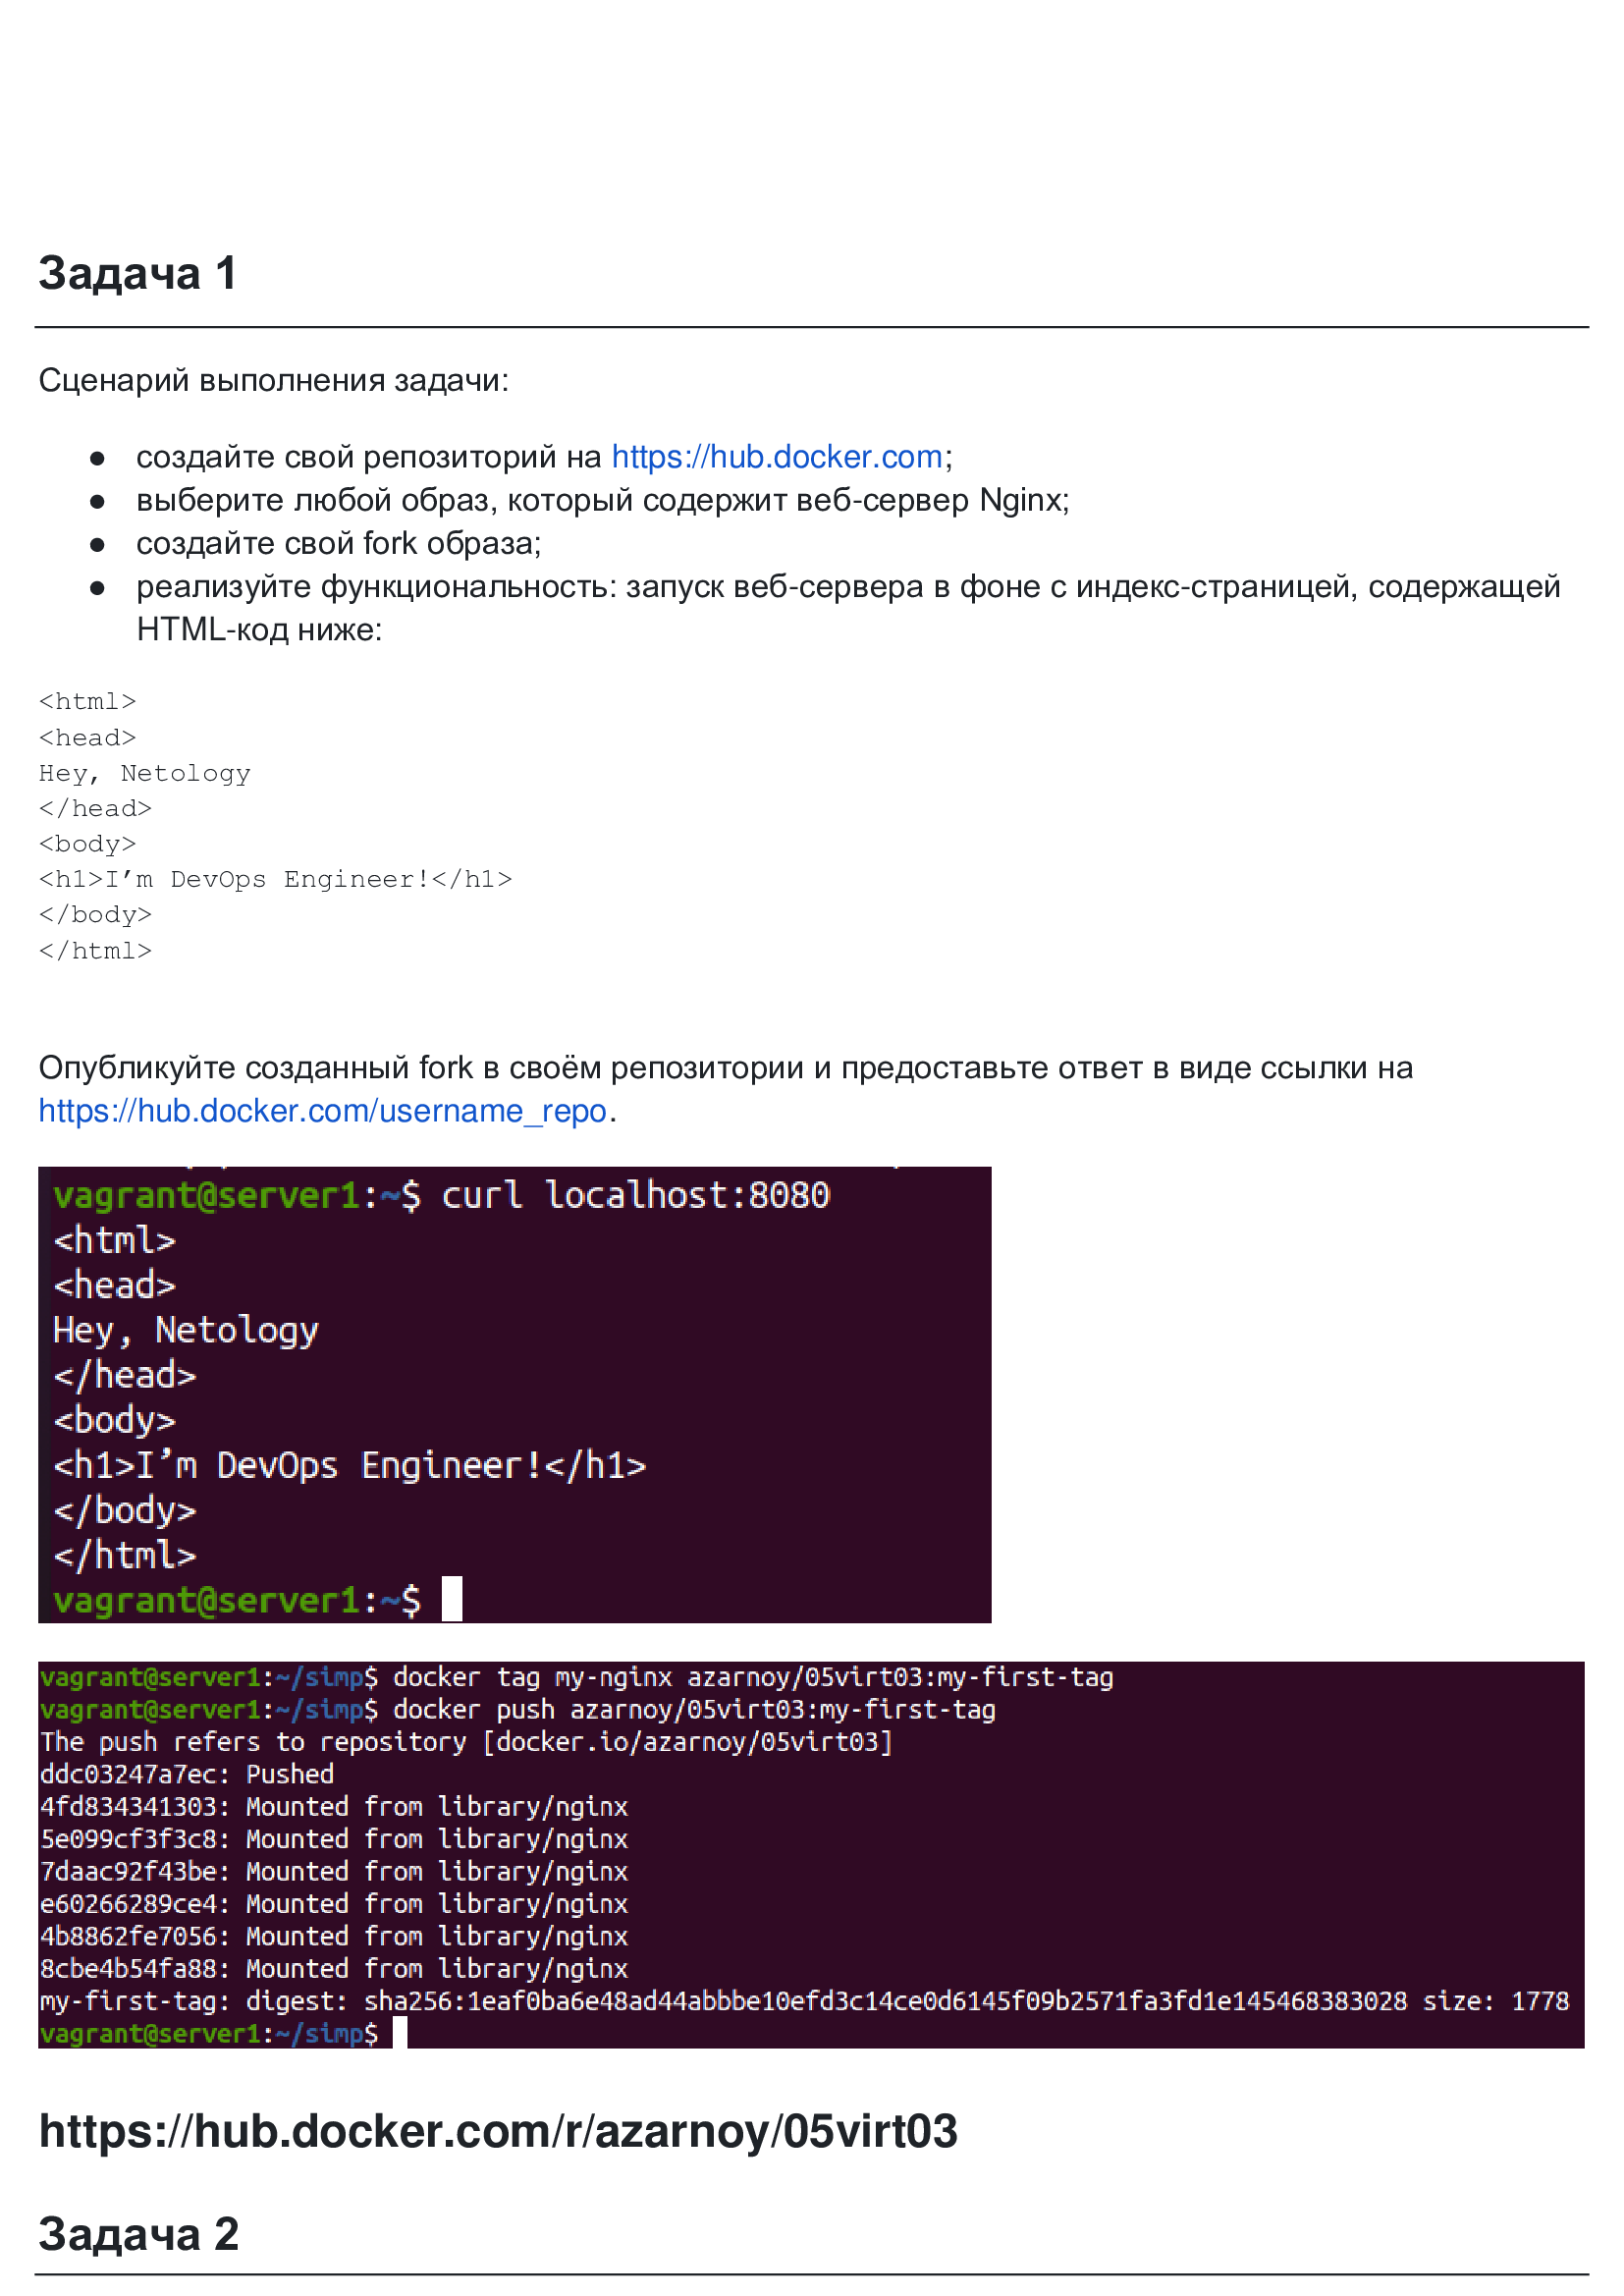 Задача 1
Сценарий выполнения задачи:
● создайте свой репозиторий на https://hub.docker.com;
● выберите любой образ, который содержит веб-сервер Nginx;
● создайте свой fork образа;
● реализуйте функциональность: запуск веб-сервера в фоне с индекс-страницей, содержащей
HTML-код ниже:
<html>
<head>
Hey, Netology
</head>
<body>
<h1>I’m DevOps Engineer!</h1>
</body>
</html>
Опубликуйте созданный fork в своём репозитории и предоставьте ответ в виде ссылки на
https://hub.docker.com/username_repo.
vagrant@server1:~$ curl localhost:8080
<html>
<head>
Hey, Netology
</head>
<body>
<h1>I’m DevOps Engineer!</h1>
</body>
</html>
vagrant@server1:~$
vagrant@server1:~/simp$ docker tag my-nginx azarnoy/05virt03:my-first-tag
vagrant@server1:~/simp$ docker push azarnoy/05virt03:my-first-tag
The push refers to repository [docker.io/azarnoy/05virt03]
ddc03247a7ec: Pushed
4fd834341303: Mounted from library/nginx
5e099cf3f3c8: Mounted from library/nginx
7daac92f43be: Mounted from library/nginx
e60266289ce4: Mounted from library/nginx
4b8862fe7056: Mounted from library/nginx
8cbe4b54fa88: Mounted from library/nginx
my-first-tag: digest: sha256:1eaf0ba6e48ad44abbbe10efd3c14ce0d6145f09b2571fa3fd1e145468383028 size: 1778
vagrant@server1:~/simp$
https://hub.docker.com/r/azarnoy/05virt03
Задача 2